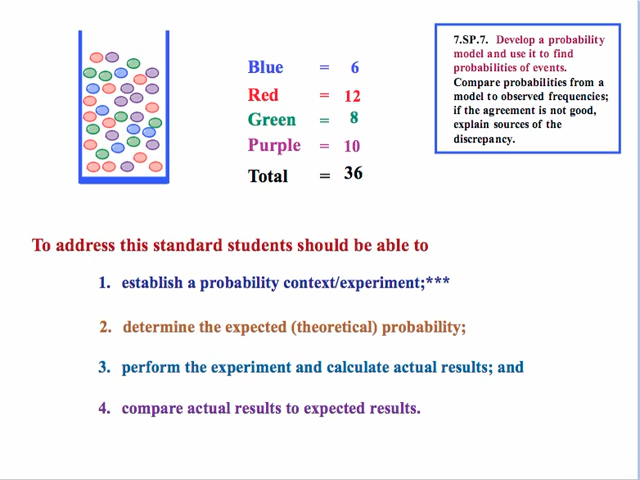 Blue = 6
Red = 12
Green = 8
Purple = 10
Total = 36
7.SP.7. Develop a probability
model and use it to find
probabilities of events.
Compare probabilities from a
model to observed frequencies;
if the agreement is not good,
explain sources of the
discrepancy.
To address this standard students should be able to
1. establish a probability context/experiment;***
2. determine the expected (theoretical) probability;
3. perform the experiment and calculate actual results; and
4. compare actual results to expected results.